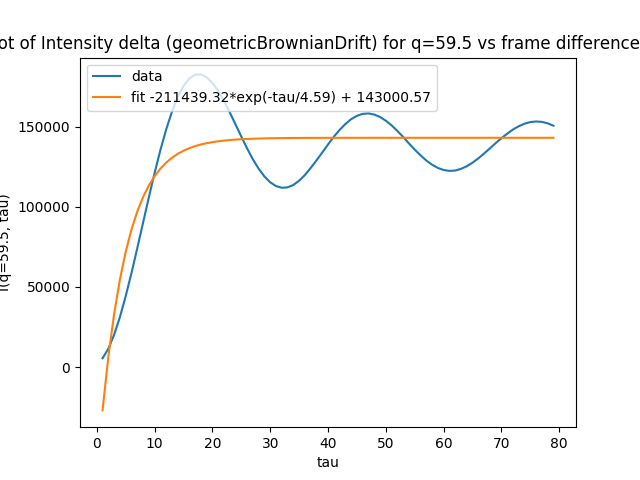 ot of Intensity delta (geometricBrownianDrift) for q=59.5 vs frame difference
data
fit -211439.32*exp(-tau/4.59) + 143000.57
150000
100000
50000
0
I(q=59.5, tau)
0 10 20 30 40 50 60 70 80
tau